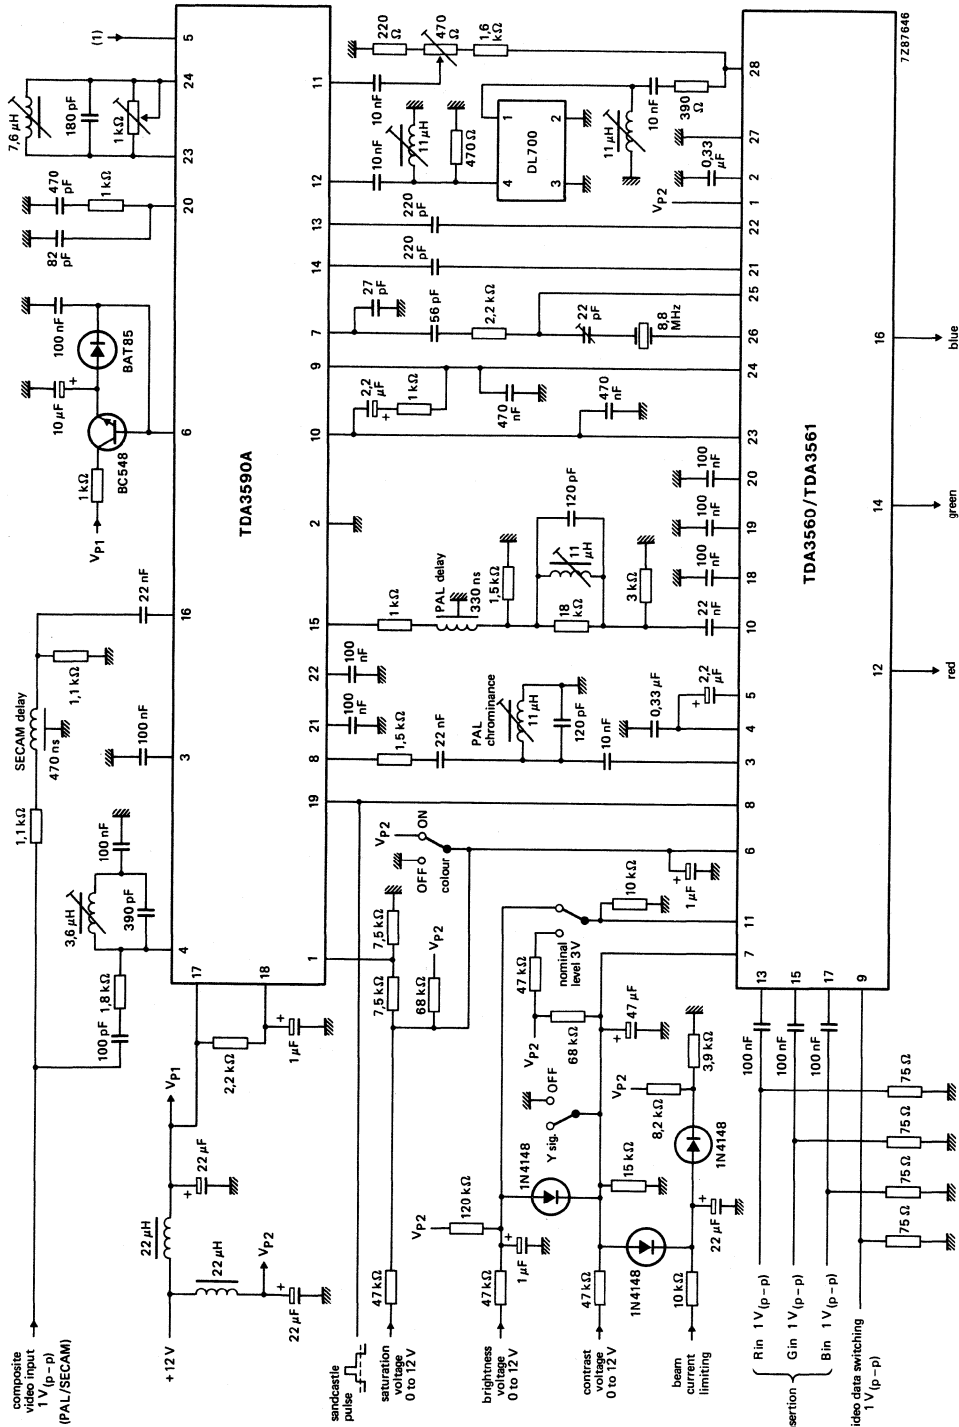 7Z87646
(1)
5
24
23
20
6
16
3
4
17
18
7,6 µH
180 pF
1 kΩ
470 pF
1 kΩ
82 pF
100 nF
BAT85
10 µF
+
BC548
1 kΩ
VP1
22 nF
1,1 kΩ
SECAM delay
470 ns
100 nF
1,1 kΩ
100 nF
3,6 µH
390 pF
1,8 kΩ
100 pF
2,2 kΩ
1 µF
+
VP1
22 µF
+
22 µH
22 µH
VP2
22 µF
+
+12 V
composite
video input
1 V(p-p)
(PAL/SECAM)
TDA3590A
11
12
13
14
7
9
10
2
15
22
21
8
19
1
220 Ω
470 Ω
1,6 kΩ
10 nF
10 nF
11 µH
470 Ω
1
2
DL700
4
3
11 µH
10 nF
390 Ω
0,33 µF
VP2
220 pF
220 pF
27 pF
56 pF
2,2 kΩ
22 pF
8,8 MHz
2,2 µF
+
1 kΩ
470 nF
470 nF
1 kΩ
PAL delay
330 ns
1,5 kΩ
120 pF
11 µH
18 kΩ
3 kΩ
22 nF
100 nF
100 nF
100 nF
100 nF
100 nF
1,5 kΩ
22 nF
PAL
chrominance
11 µH
120 pF
10 nF
0,33 µF
2,2 µF
+
VP2
ON
OFF
colour
7,5 kΩ
7,5 kΩ
68 kΩ
VP2
1 µF
+
10 kΩ
nominal
level 3 V
47 kΩ
VP2
68 kΩ
47 µF
+
OFF
Y sig.
VP2
8,2 kΩ
3,9 kΩ
1N4148
1N4148
15 kΩ
120 kΩ
VP2
1 µF
+
1N4148
22 µF
+
47 kΩ
47 kΩ
47 kΩ
10 kΩ
sandcastle
pulse
saturation
voltage
0 to 12 V
brightness
voltage
0 to 12 V
contrast
voltage
0 to 12 V
beam
current
limiting
28
27
2
1
22
21
25
26
24
23
20
19
18
10
5
4
3
8
6
11
7
13
15
17
9
TDA3560/TDA3561
16
14
12
blue
green
red
100 nF
100 nF
100 nF
75 Ω
75 Ω
75 Ω
75 Ω
R in 1 V(p-p)
G in 1 V(p-p)
B in 1 V(p-p)
sertion
ideo data switching
1 V(p-p)